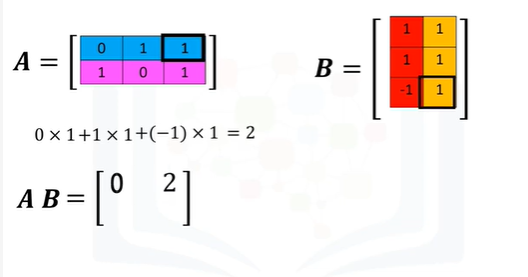 A = [ 0 1 1
1 0 1 ]
B = [ 1 1
1 1
-1 1 ]
0 × 1+1 × 1+(−1) × 1 = 2
A B = [ 0 2 ]